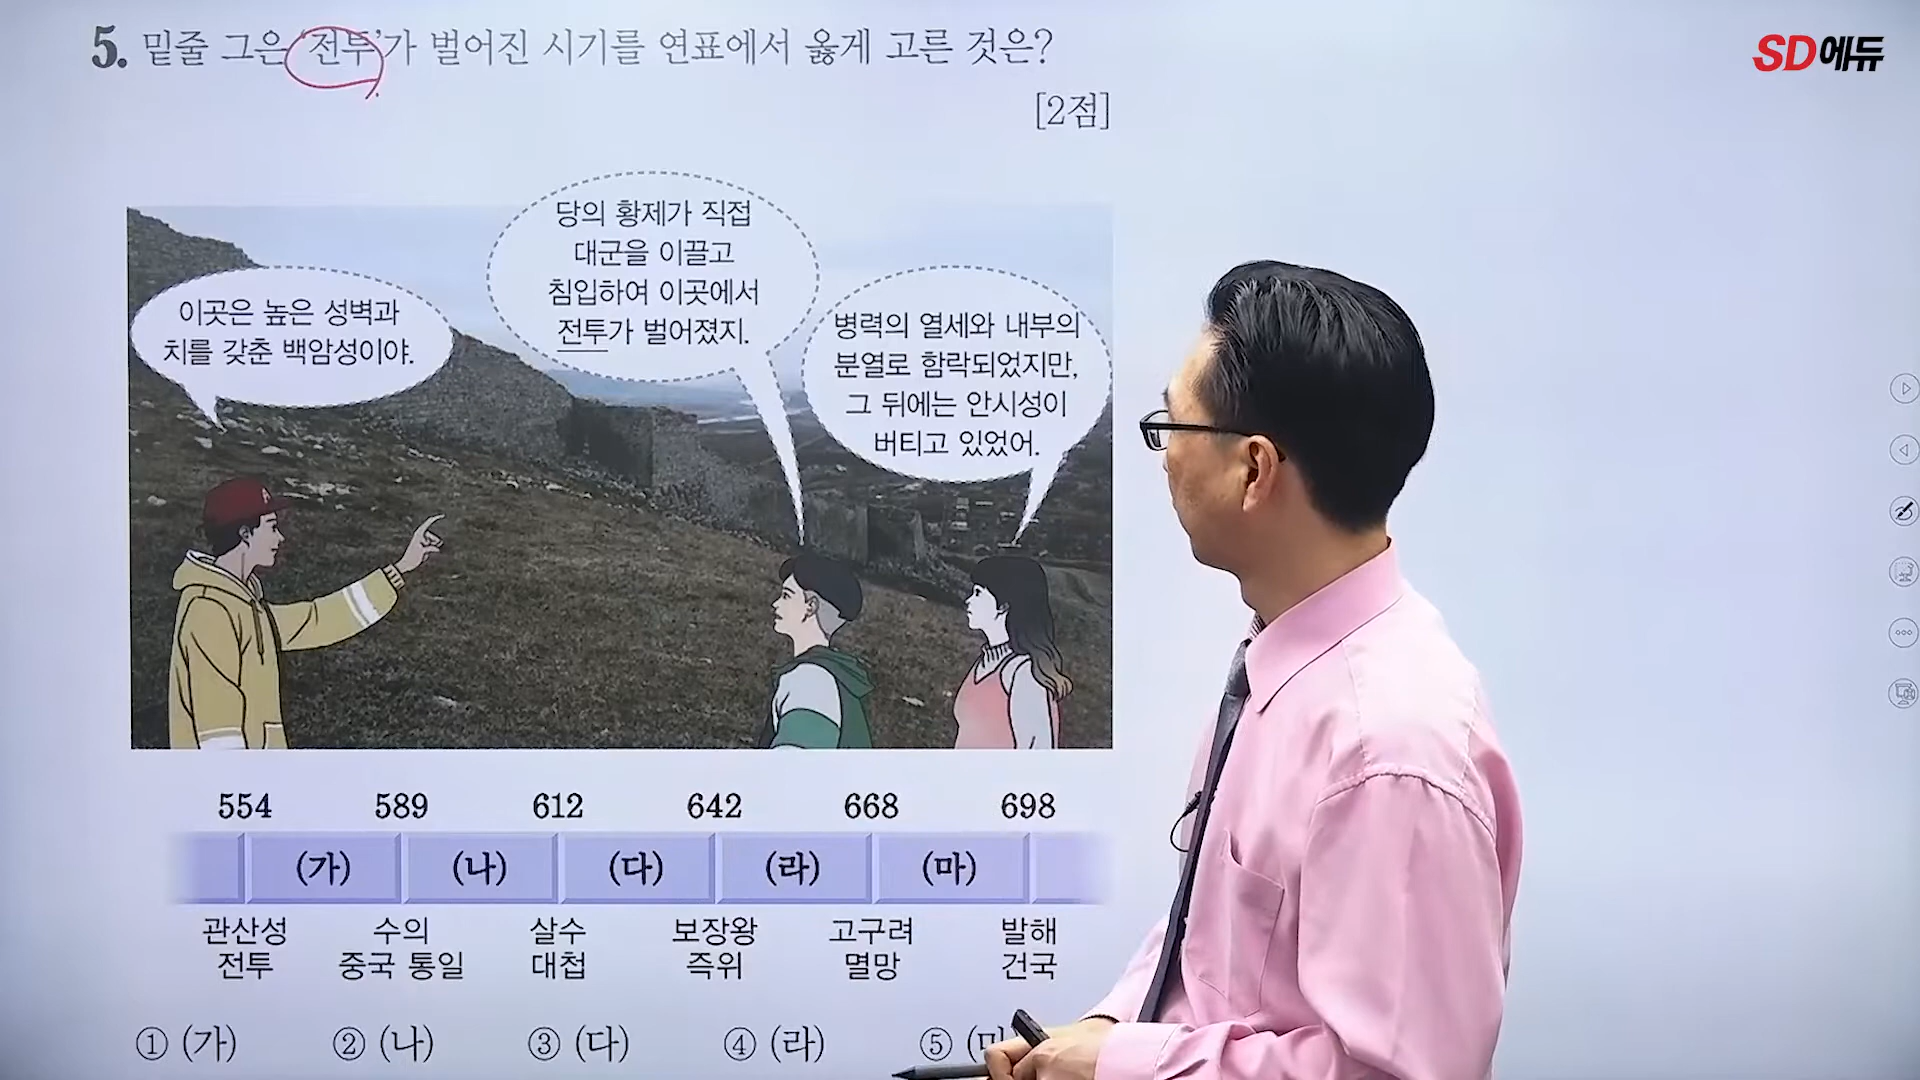 5. 밑줄 그은 '전투'가 벌어진 시기를 연표에서 옳게 고른 것은?
[2점]
SD에듀
이곳은 높은 성벽과
치를 갖춘 백암성이야.
당의 황제가 직접
대군을 이끌고
침입하여 이곳에서
전투가 벌어졌지.
병력의 열세와 내부의
분열로 함락되었지만,
그 뒤에는 안시성이
버티고 있었어.
554 589 612 642 668 698
(가) (나) (다) (라) (마)
관산성 수의 살수 보장왕 고구려 발해
전투 중국 통일 대첩 즉위 멸망 건국
① (가) ② (나) ③ (다) ④ (라) ⑤ (마